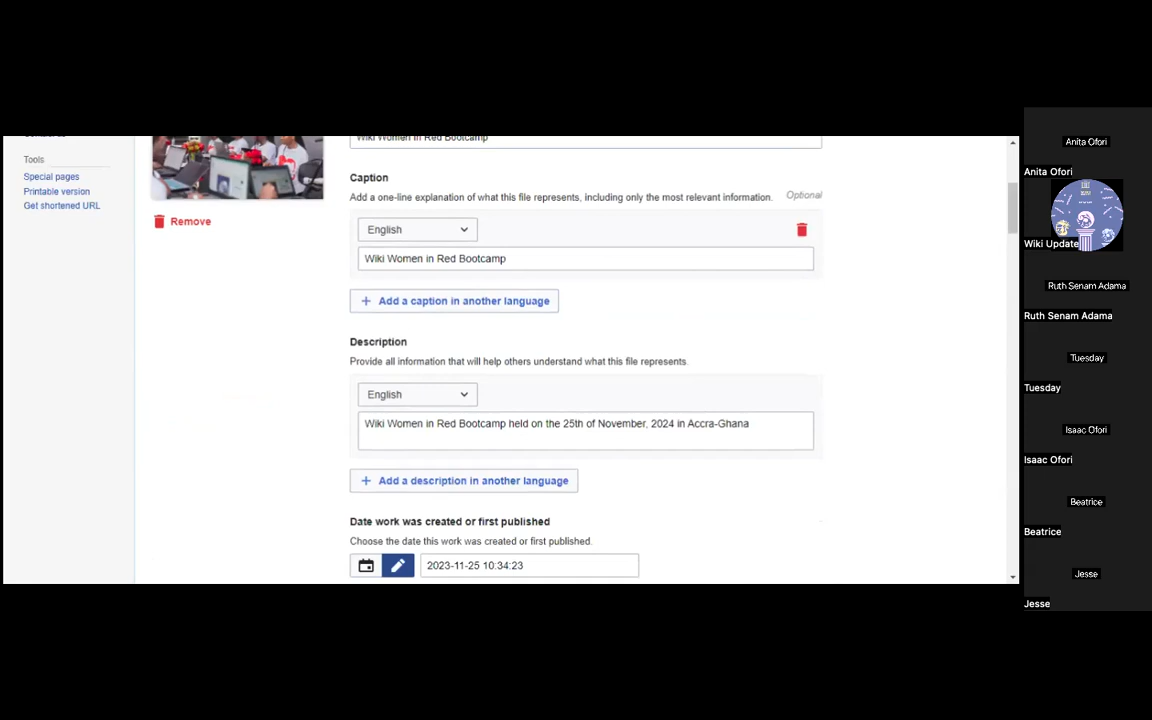 Wiki Women in Red Bootcamp
Tools
Special pages
Printable version
Get shortened URL
Remove
Caption
Add a one-line explanation of what this file represents, including only the most relevant information.
Optional
English
Wiki Women in Red Bootcamp
+ Add a caption in another language
Description
Provide all information that will help others understand what this file represents.
English
Wiki Women in Red Bootcamp held on the 25th of November, 2024 in Accra-Ghana
+ Add a description in another language
Date work was created or first published
Choose the date this work was created or first published.
2023-11-25 10:34:23
Anita Ofori
Anita Ofori
Wiki Update
Ruth Senam Adama
Ruth Senam Adama
Tuesday
Tuesday
Isaac Ofori
Isaac Ofori
Beatrice
Beatrice
Jesse
Jesse